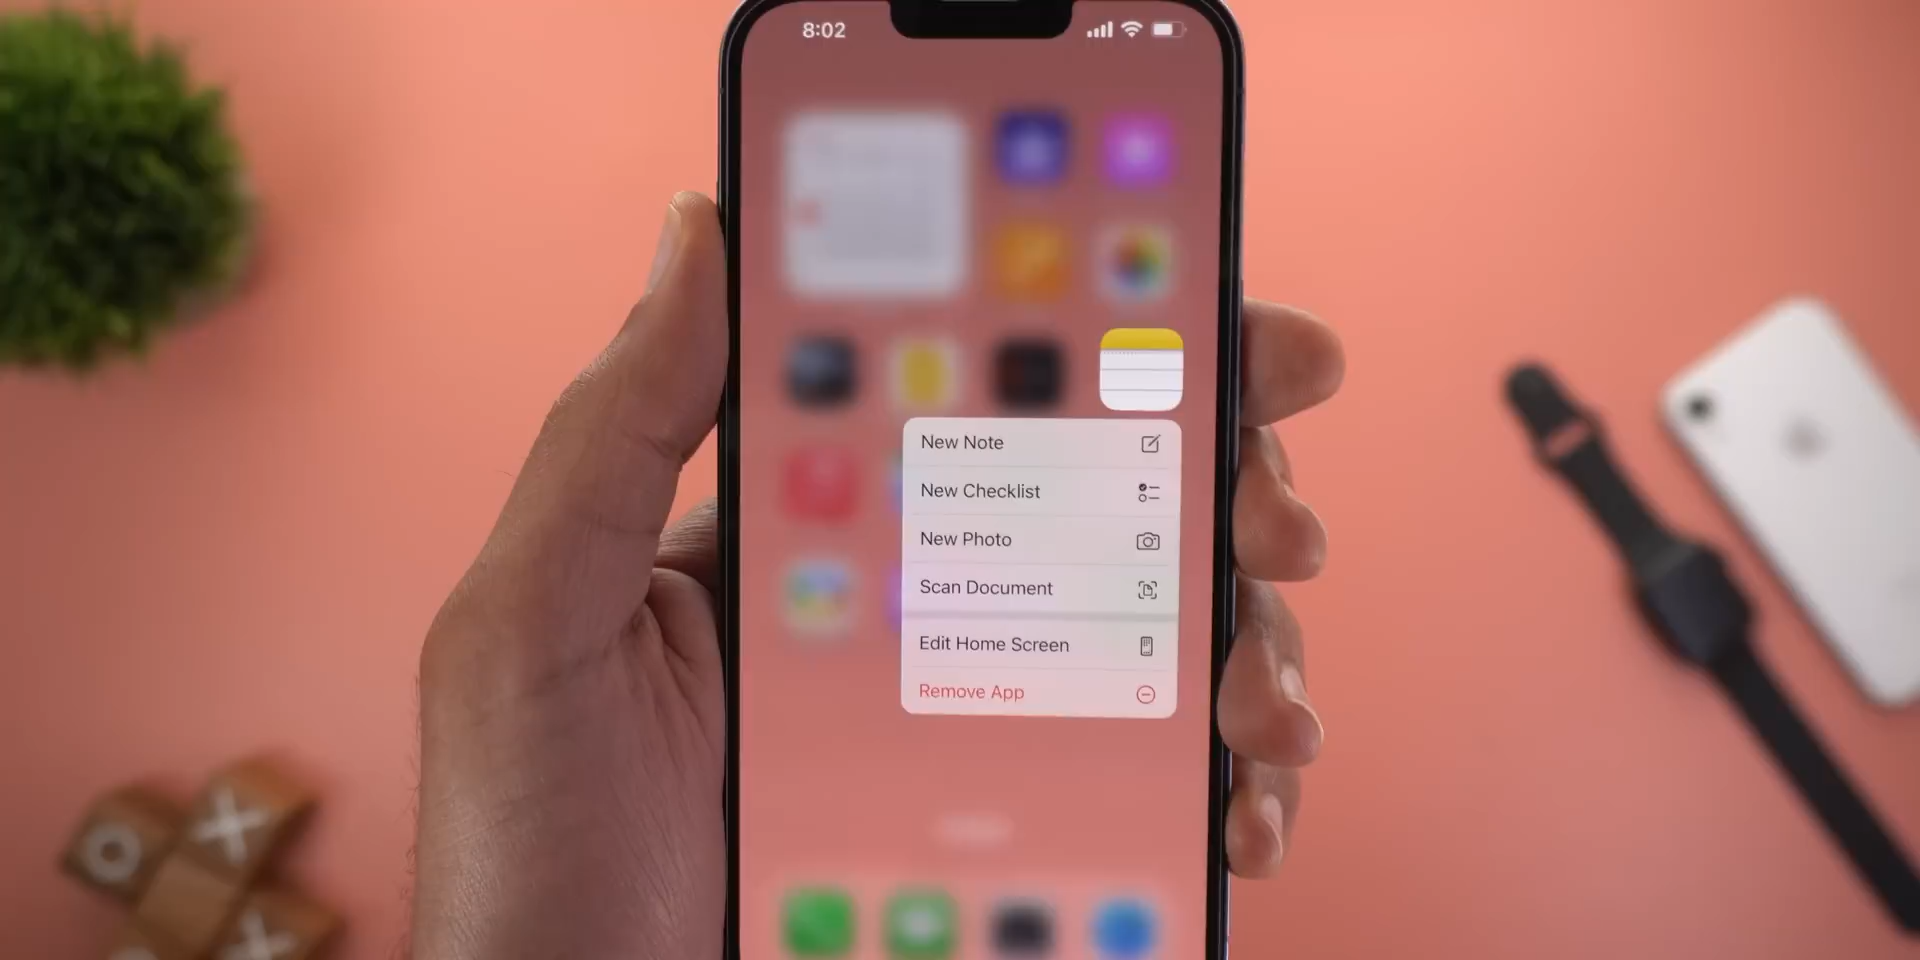 8:02
New Note
New Checklist
New Photo
Scan Document
Edit Home Screen
Remove App
O X
X